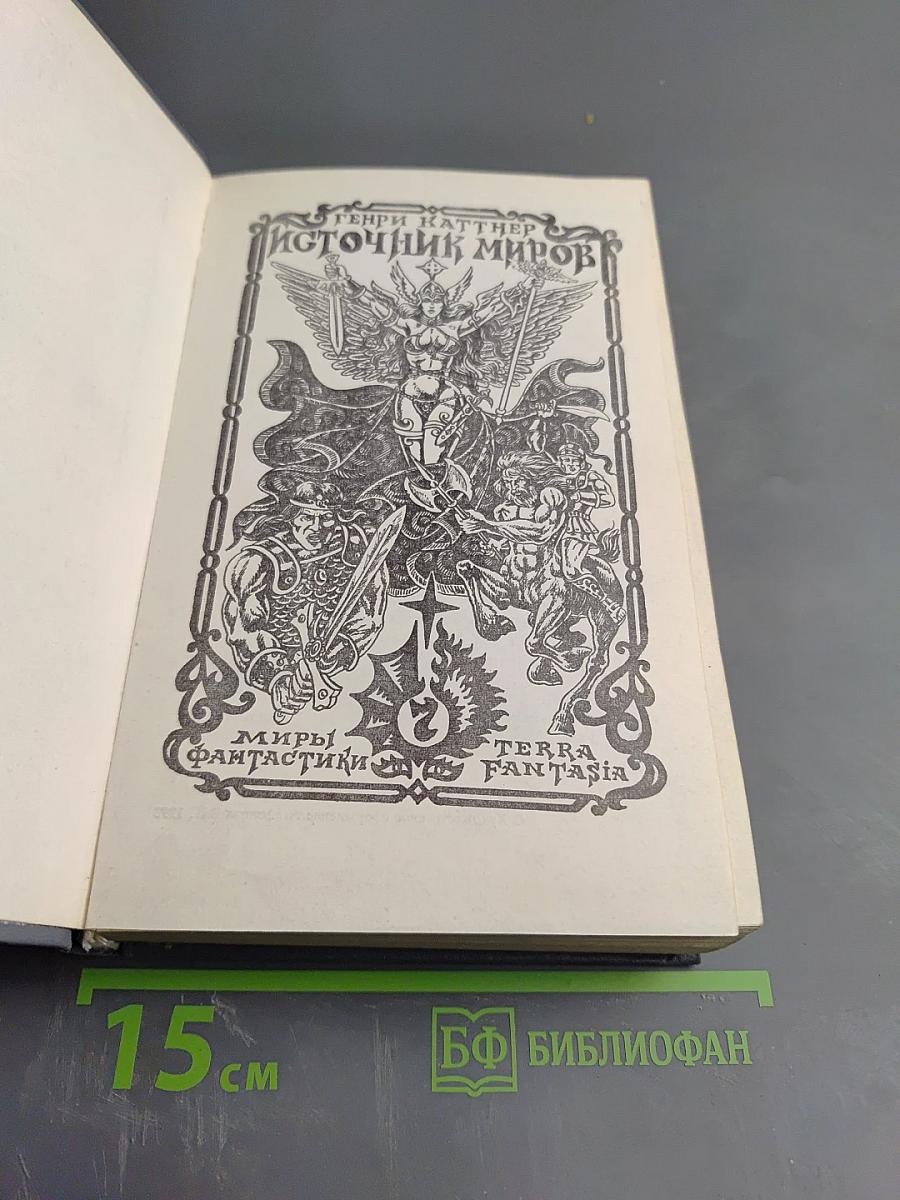 ГЕНРИ КАТТНЕР
ИСТОЧНИК МИРОВ
МИРЫ
ФАНТАСТИКИ
TERRA
FANTASiA
15 см
БФ БИБЛИОФАН